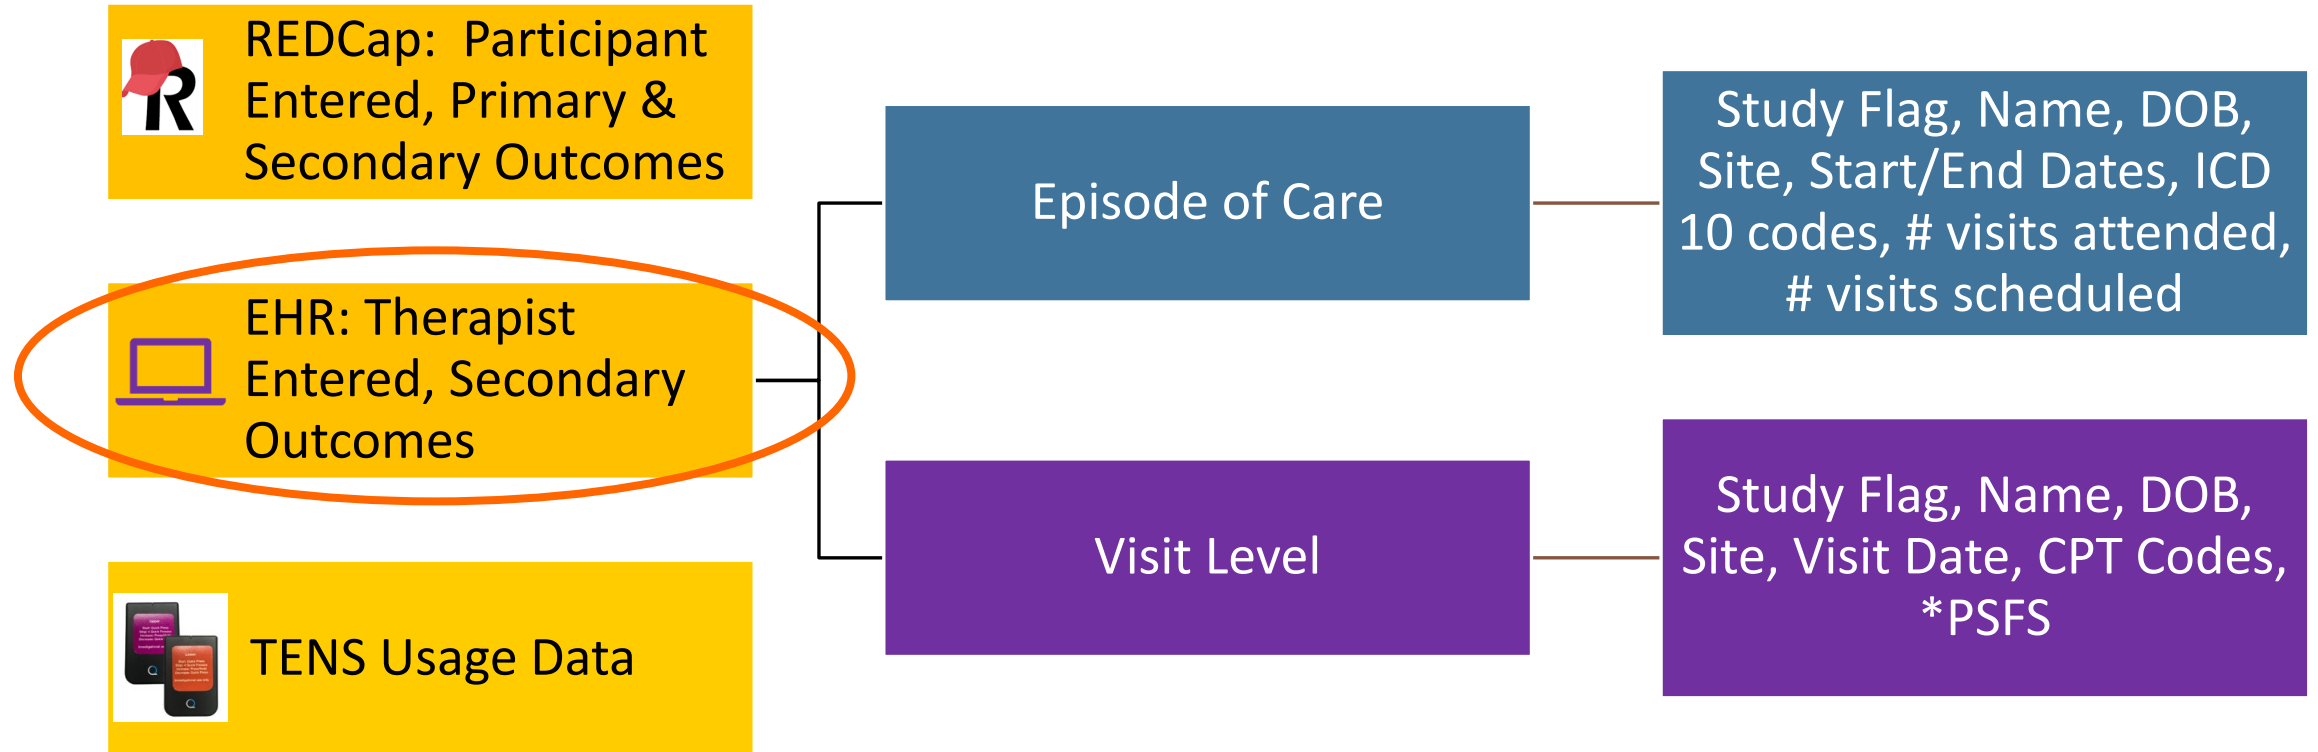 REDCap: Participant
Entered, Primary &
Secondary Outcomes
EHR: Therapist
Entered, Secondary
Outcomes
TENS Usage Data
Episode of Care
Visit Level
Study Flag, Name, DOB,
Site, Start/End Dates, ICD
10 codes, # visits attended,
# visits scheduled
Study Flag, Name, DOB,
Site, Visit Date, CPT Codes,
*PSFS